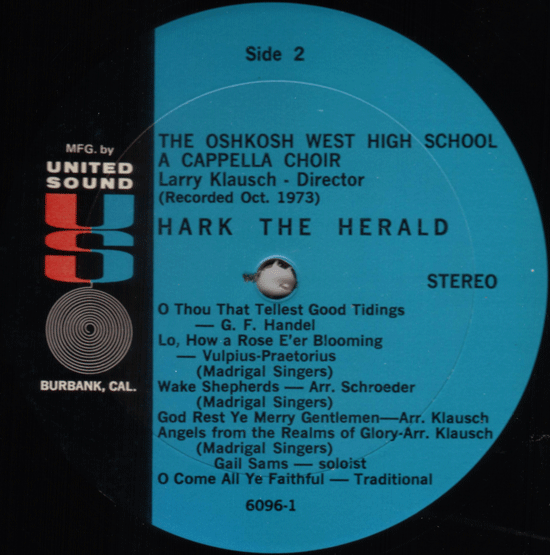 Side 2
MFG. by
UNITED
SOUND
US
BURBANK, CAL.
THE OSHKOSH WEST HIGH SCHOOL
A CAPPELLA CHOIR
Larry Klausch - Director
(Recorded Oct. 1973)
HARK THE HERALD
STEREO
O Thou That Tellest Good Tidings
— G. F. Handel
Lo, How a Rose E'er Blooming
— Vulpius-Praetorius
(Madrigal Singers)
Wake Shepherds — Arr. Schroeder
(Madrigal Singers)
God Rest Ye Merry Gentlemen—Arr. Klausch
Angels from the Realms of Glory-Arr. Klausch
(Madrigal Singers)
Gail Sams — soloist
O Come All Ye Faithful — Traditional
6096-1